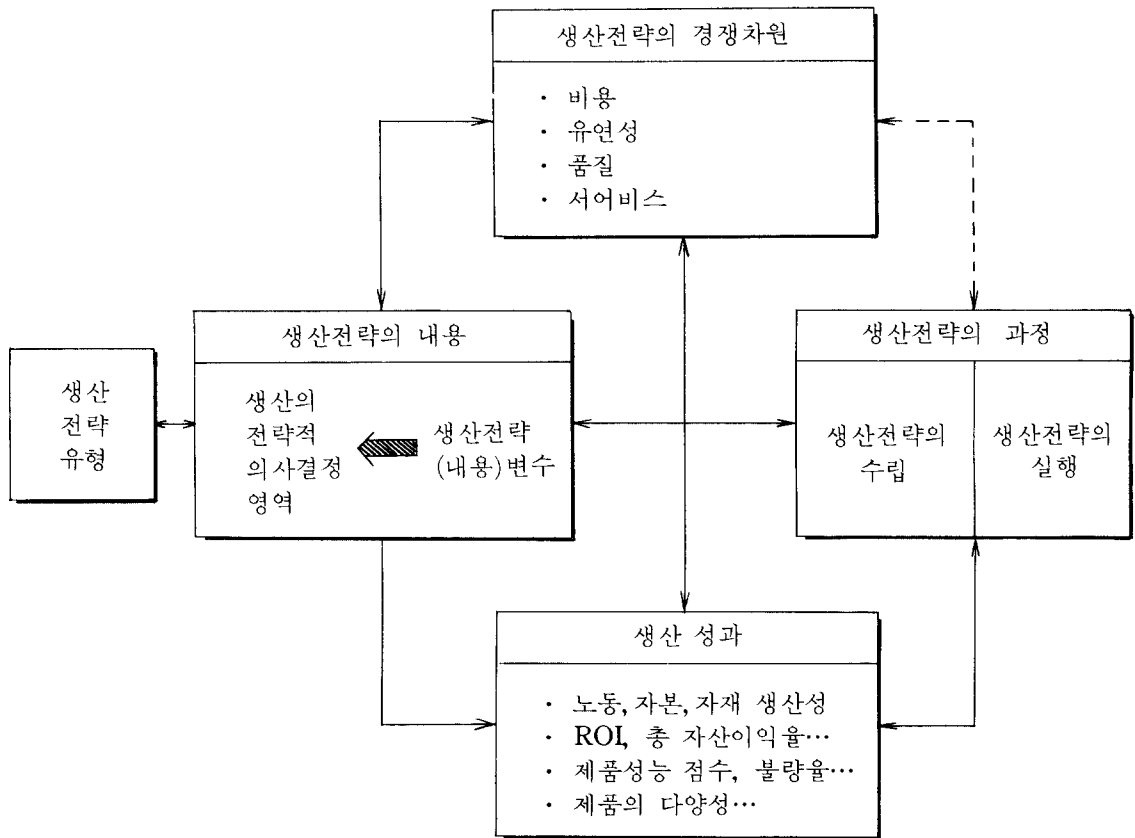 생산전략의 경쟁차원
· 비용
· 유연성
· 품질
· 서어비스
생산
전략
유형
생산전략의 내용
생산의
전략적
의사결정
영역
생산전략
(내용)변수
생산전략의 과정
생산전략의
수립
생산전략의
실행
생산 성과
· 노동, 자본, 자재 생산성
· ROI, 총 자산이익율…
· 제품성능 점수, 불량율…
· 제품의 다양성…